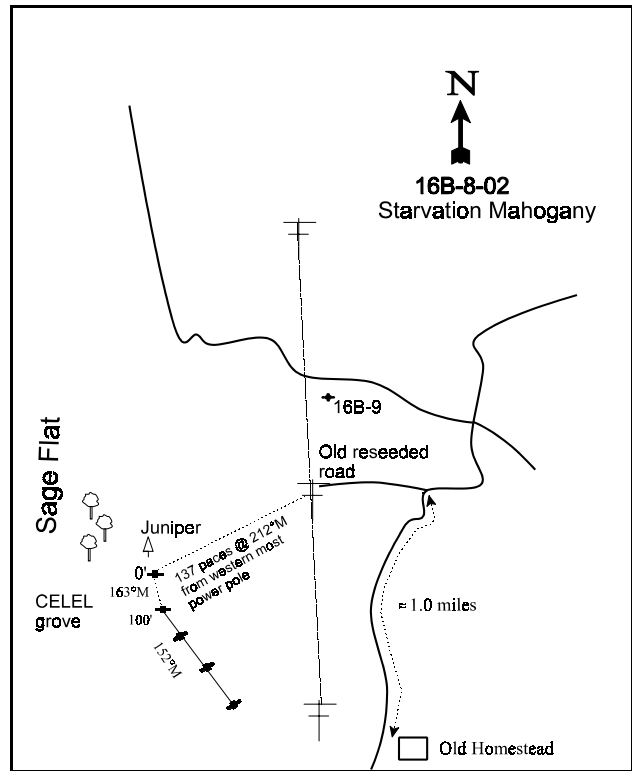 N
16B-8-02
Starvation Mahogany
16B-9
Old reseeded
road
Sage Flat
Juniper
137 paces @ 212°M
from western most
power pole
0'
163°M
CELEL
grove
100'
152°M
≈ 1.0 miles
Old Homestead